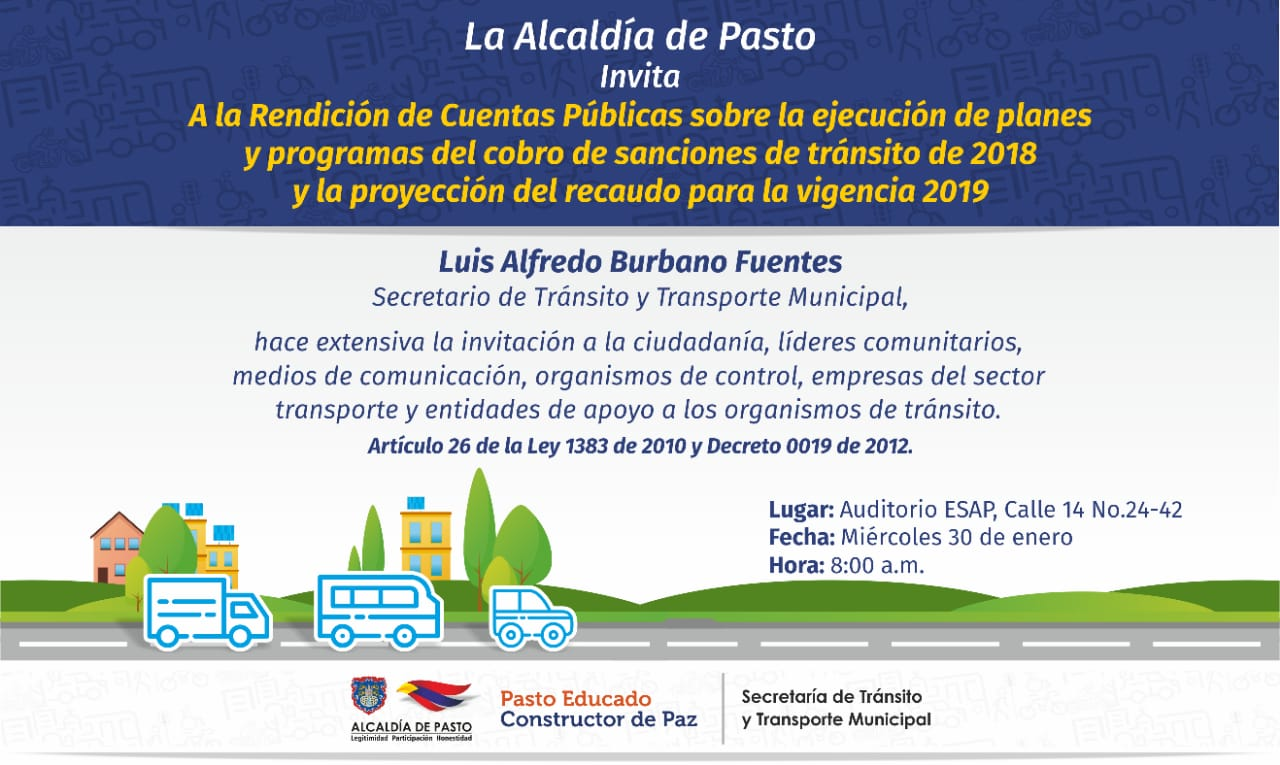 La Alcaldía de Pasto
Invita
A la Rendición de Cuentas Públicas sobre la ejecución de planes
y programas del cobro de sanciones de tránsito de 2018
y la proyección del recaudo para la vigencia 2019
Luis Alfredo Burbano Fuentes
Secretario de Tránsito y Transporte Municipal,
hace extensiva la invitación a la ciudadanía, líderes comunitarios,
medios de comunicación, organismos de control, empresas del sector
transporte y entidades de apoyo a los organismos de tránsito.
Artículo 26 de la Ley 1383 de 2010 y Decreto 0019 de 2012.
Lugar: Auditorio ESAP, Calle 14 No.24-42
Fecha: Miércoles 30 de enero
Hora: 8:00 a.m.
ALCALDÍA DE PASTO
Legitimidad Participación Honestidad
Pasto Educado
Constructor de Paz
Secretaría de Tránsito
y Transporte Municipal